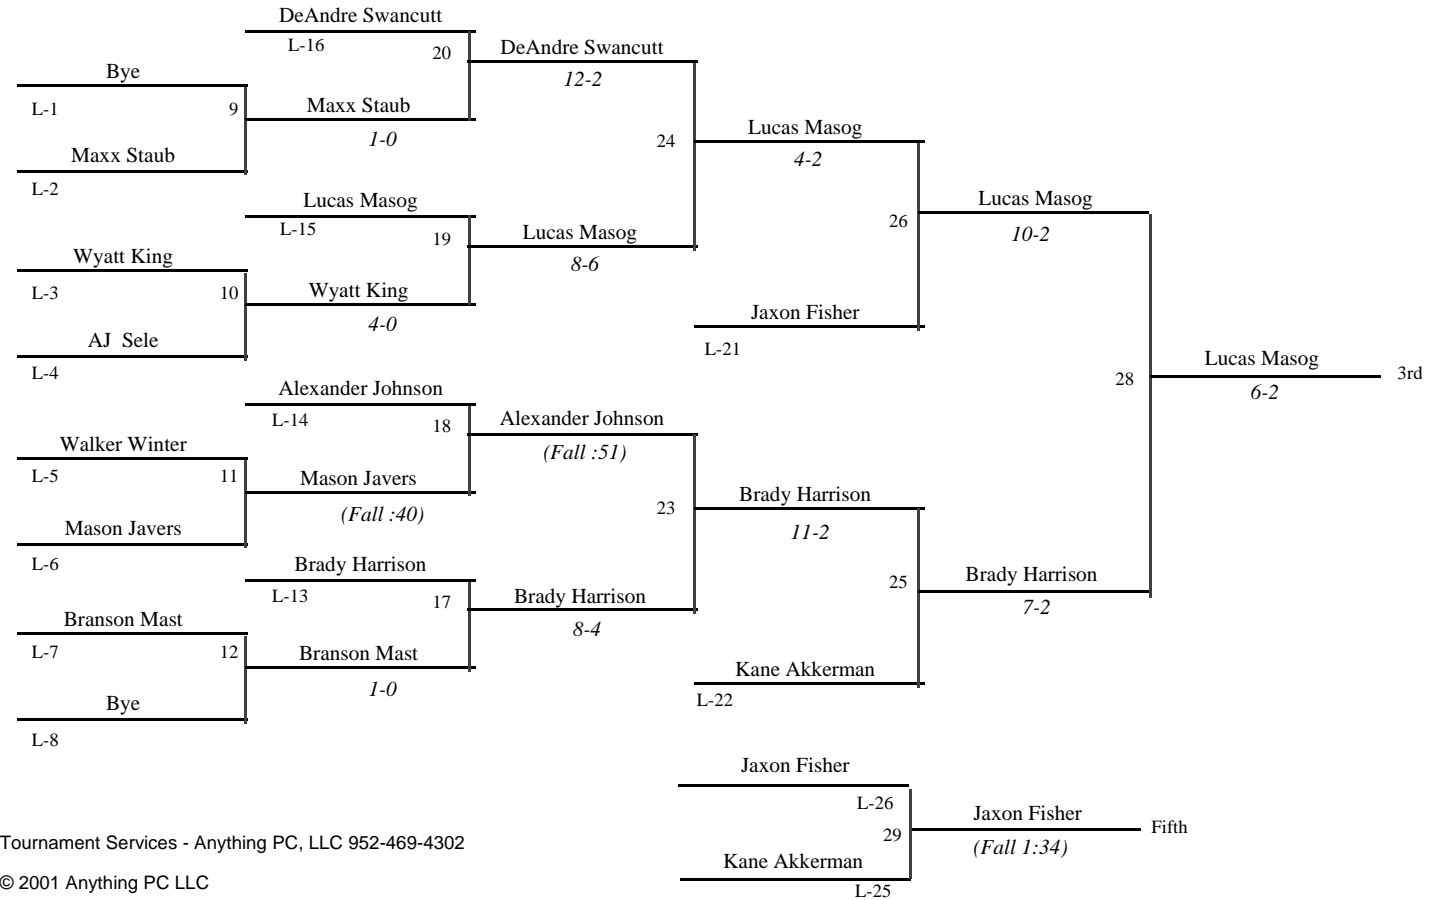 DeAndre Swancutt
L-16
20
DeAndre Swancutt
12-2
Bye
L-1
9
Maxx Staub
1-0
Maxx Staub
L-2
24
Lucas Masog
4-2
Lucas Masog
L-15
19
Lucas Masog
8-6
26
Lucas Masog
10-2
Wyatt King
L-3
10
Wyatt King
4-0
AJ  Sele
L-4
Jaxon Fisher
L-21
28
Lucas Masog
6-2
3rd
Alexander Johnson
L-14
18
Alexander Johnson
(Fall :51)
Walker Winter
L-5
11
Mason Javers
(Fall :40)
Mason Javers
L-6
23
Brady Harrison
11-2
Brady Harrison
L-13
17
Brady Harrison
8-4
25
Brady Harrison
7-2
Branson Mast
L-7
12
Branson Mast
1-0
Bye
L-8
Kane Akkerman
L-22
Jaxon Fisher
L-26
29
Jaxon Fisher
(Fall 1:34)
Fifth
Kane Akkerman
L-25
Tournament Services - Anything PC, LLC 952-469-4302
© 2001 Anything PC LLC